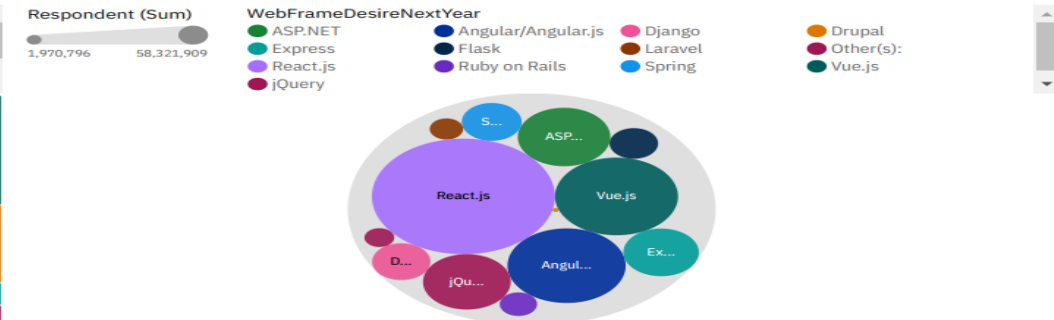 Respondent (Sum)
1,970,796 58,321,909
WebFrameDesireNextYear
ASP.NET Angular/Angular.js Django Drupal
Express Flask Laravel Other(s):
React.js Ruby on Rails Spring Vue.js
jQuery
S... ASP...
React.js Vue.js
D... Angul... Ex...
jQu...